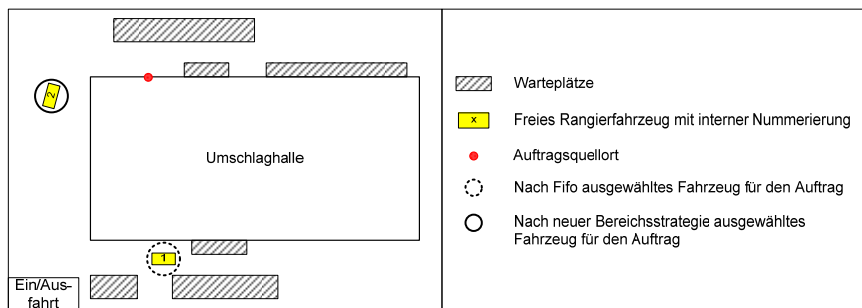 2
Umschlaghalle
1
Ein/Aus-
fahrt
Warteplätze
x
Freies Rangierfahrzeug mit interner Nummerierung
Auftragsquellort
Nach Fifo ausgewähltes Fahrzeug für den Auftrag
Nach neuer Bereichsstrategie ausgewähltes
Fahrzeug für den Auftrag